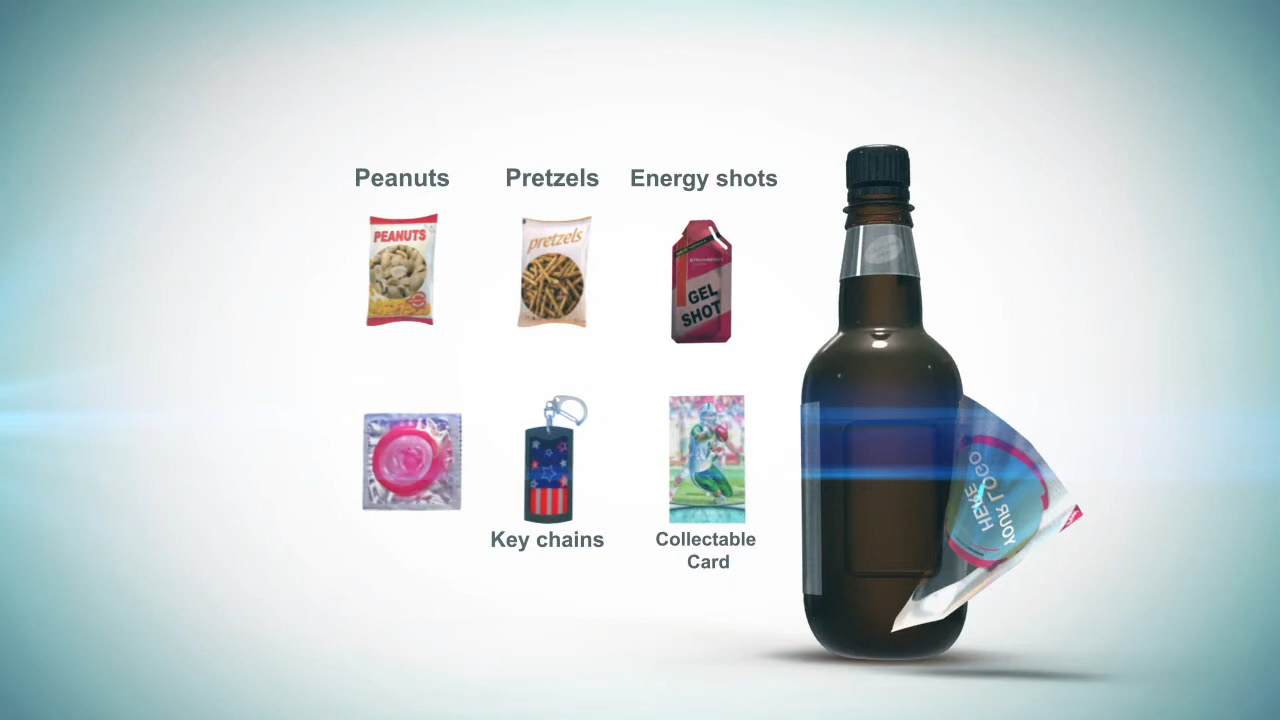 Peanuts
Pretzels
Energy shots
PEANUTS
pretzels
GEL
SHOT
Key chains
Collectable
Card
YOUR LOGO
HERE